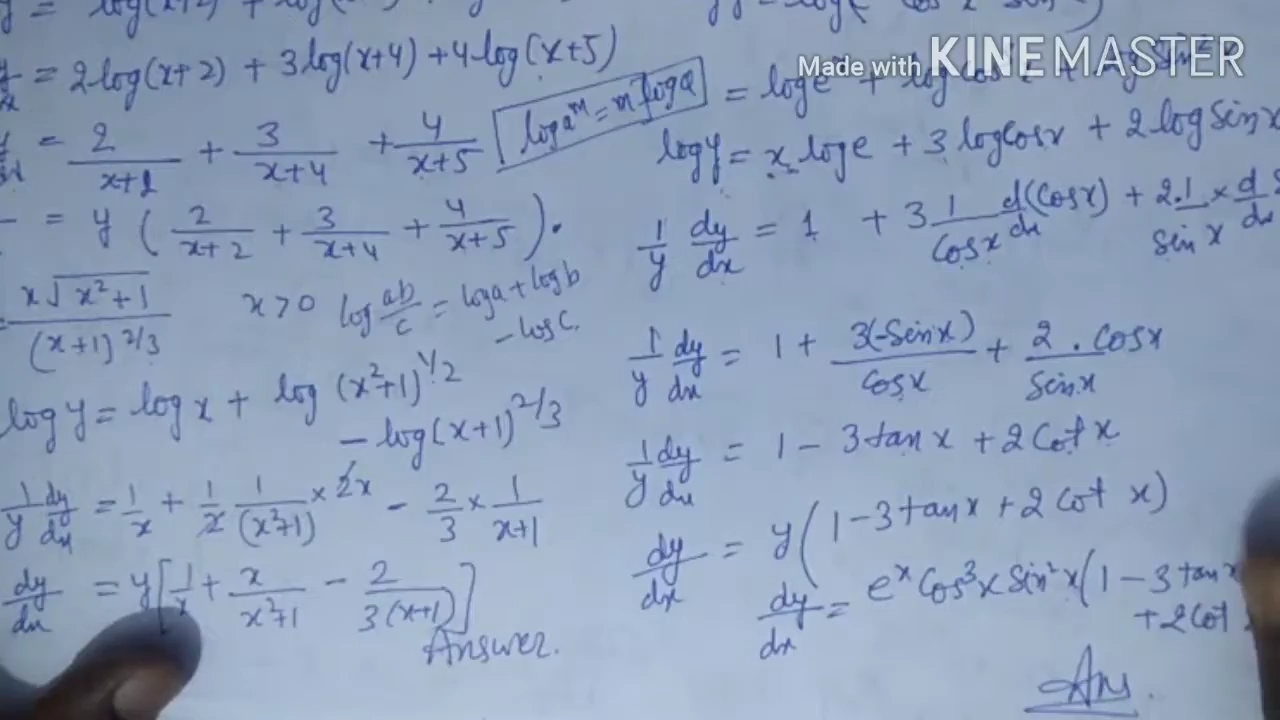 = 2log(x+2) + 3log(x+4) + 4log(x+5)
= 2/(x+2) + 3/(x+4) + 4/(x+5)
log a^m = m log a
= y ( 2/(x+2) + 3/(x+4) + 4/(x+5) ).
x√(x²+1) / (x+1)^2/3
x > 0 log ab/c = log a + log b
- log c.
log y = log x + log (x²+1)^1/2
- log (x+1)^2/3
1/y dy/dx = 1/x + 1/2 1/(x²+1) × 2x - 2/3 × 1/(x+1)
dy/dx = y [ 1/x + x/(x²+1) - 2/(3(x+1)) ]
Answer.
Made with KINEMASTER
log y = x log e + 3 log cos x + 2 log sin x
1/y dy/dx = 1 + 3 1/cos x d(cos x)/dx + 2.1/sin x × d/dx
1/y dy/dx = 1 + 3(-sin x)/cos x + 2 . cos x/sin x
1/y dy/dx = 1 - 3 tan x + 2 cot x
dy/dx = y ( 1 - 3 tan x + 2 cot x )
dy/dx = e^x cos³x sin²x ( 1 - 3 tan x
+ 2 cot
Ans.